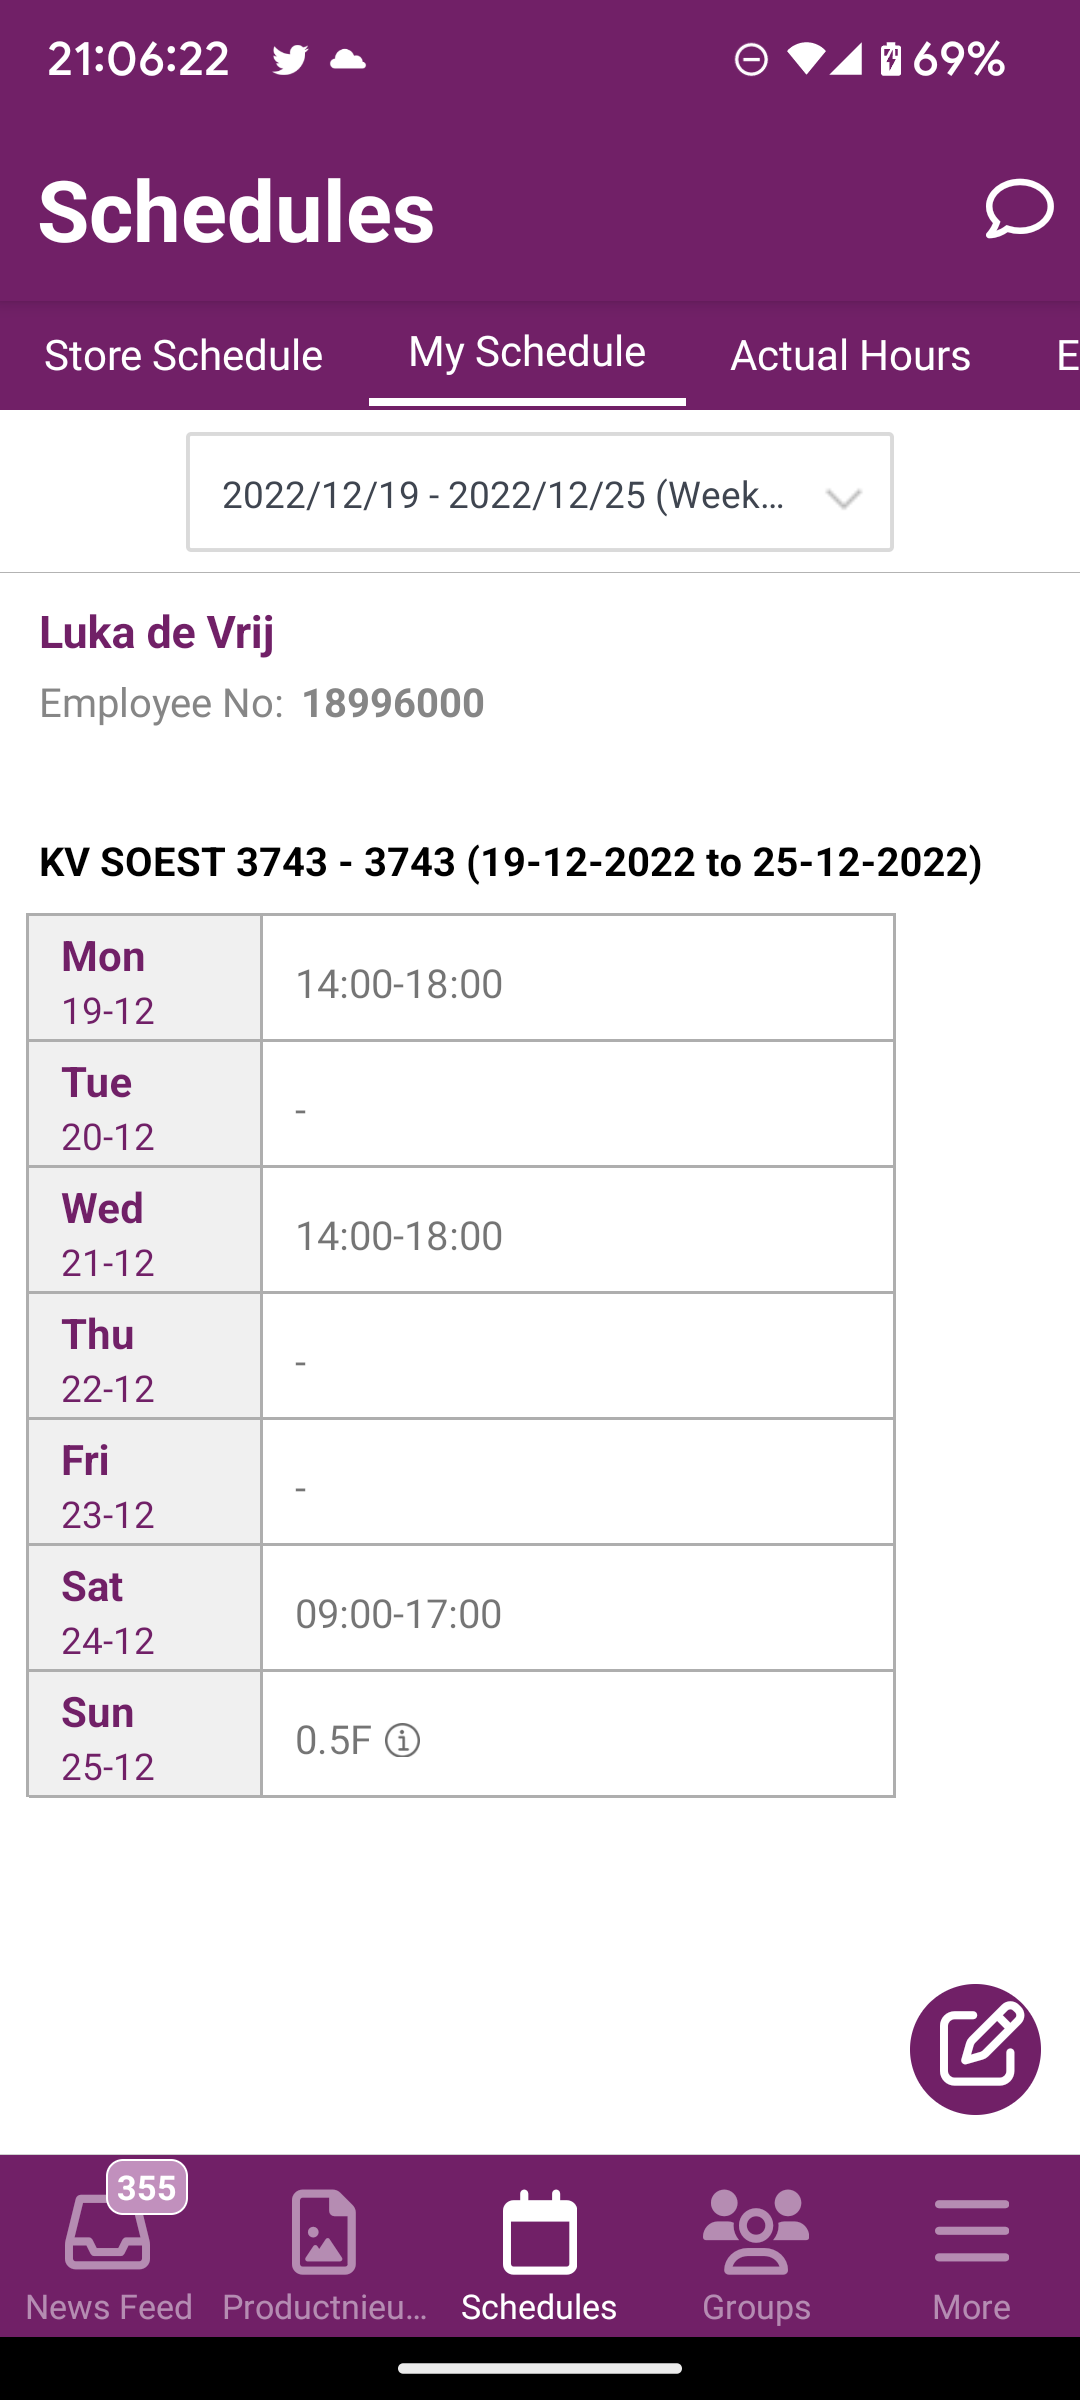 21:06:22 69%
Schedules
Store Schedule My Schedule Actual Hours E
2022/12/19 - 2022/12/25 (Week...
Luka de Vrij
Employee No: 18996000
KV SOEST 3743 - 3743 (19-12-2022 to 25-12-2022)
Mon
19-12
14:00-18:00
Tue
20-12
-
Wed
21-12
14:00-18:00
Thu
22-12
-
Fri
23-12
-
Sat
24-12
09:00-17:00
Sun
25-12
0.5F
355
News Feed Productnieu... Schedules Groups More